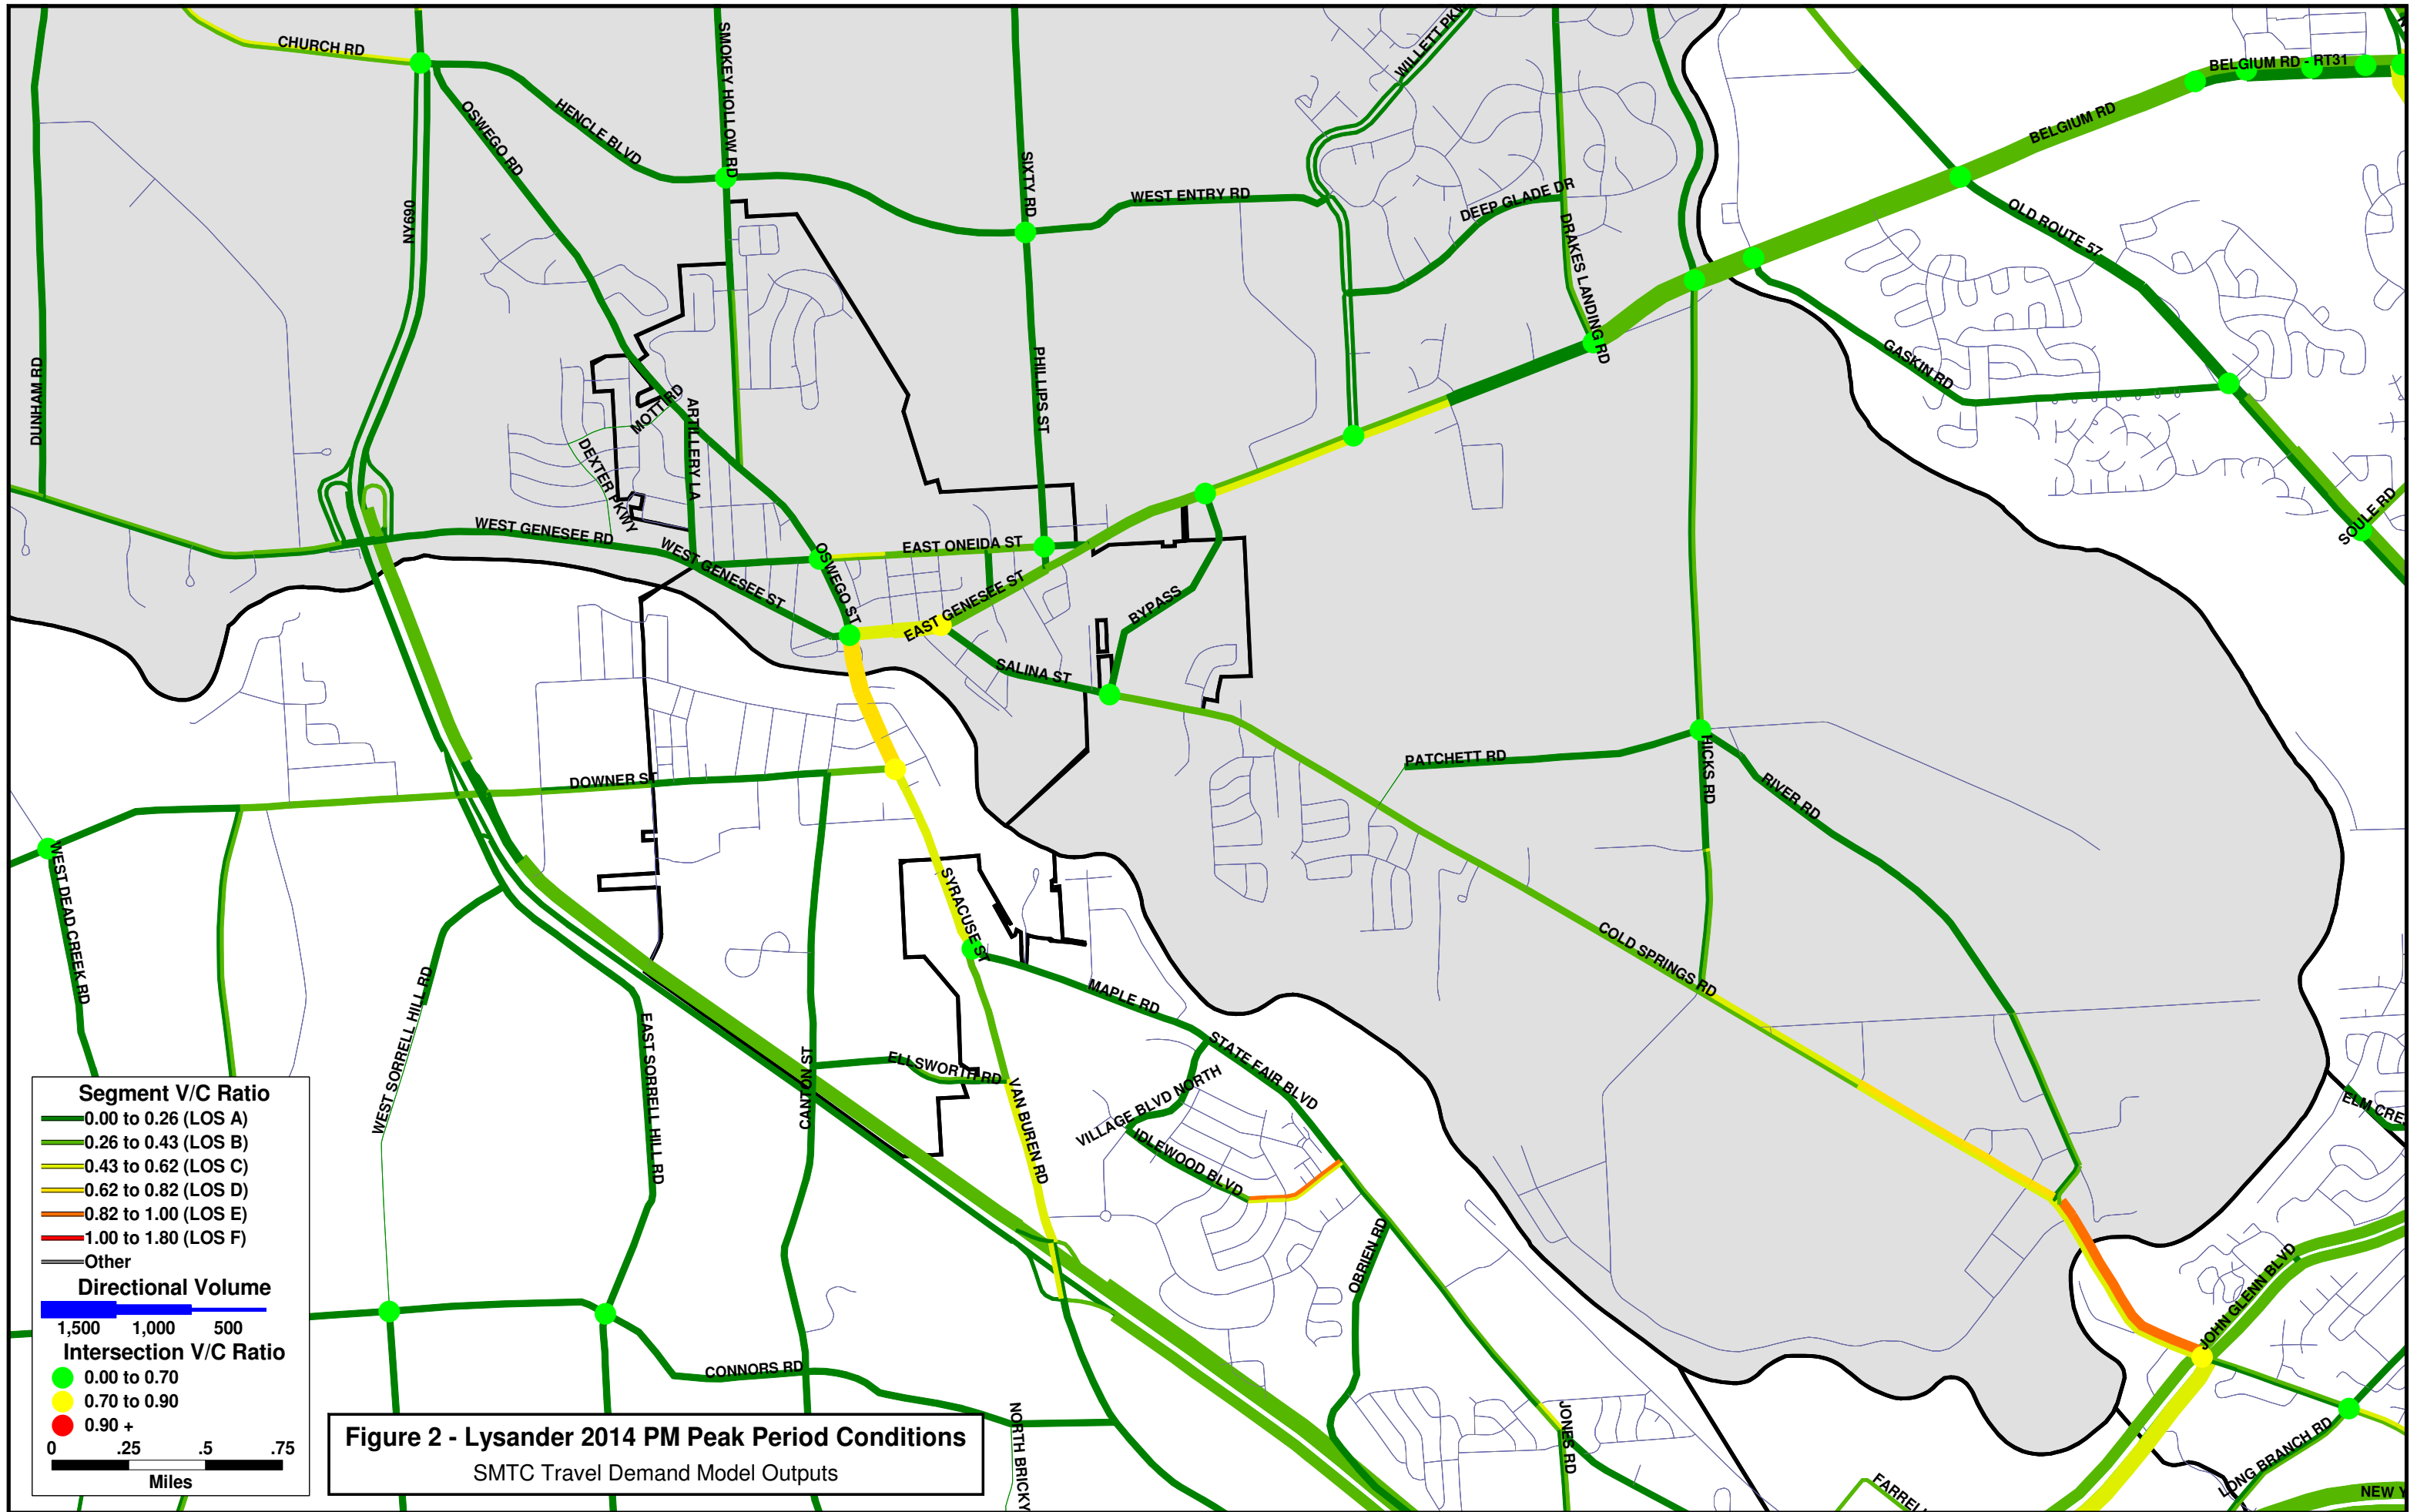 CHURCH RD
SMOKEY HOLLOW RD
WILLETT PKWY
BELGIUM RD - RT31
OSWEGO RD
HENCLE BLVD
BELGIUM RD
SIXTY RD
WEST ENTRY RD
DEEP GLADE DR
NY690
DRAKES LANDING RD
OLD ROUTE 57
DUNHAM RD
PHILLIPS ST
GASKIN RD
MOTT RD
ARTILLERY LA
DEXTER PKWY
SOULE RD
WEST GENESEE RD
WEST GENESEE ST
OSWEGO ST
EAST ONEIDA ST
EAST GENESEE ST
BYPASS
SALINA ST
PATCHETT RD
HICKS RD
RIVER RD
DOWNER ST
WEST DEAD CREEK RD
SYRACUSE ST
COLD SPRINGS RD
WEST SORRELL HILL RD
MAPLE RD
EAST SORRELL HILL RD
CANTON ST
ELLSWORTH RD
VAN BUREN RD
STATE FAIR BLVD
VILLAGE BLVD NORTH
IDLEWOOD BLVD
ELM CRE
OBRIEN RD
JOHN GLENN BLVD
CONNORS RD
NORTH BRICKY
JONES RD
LONG BRANCH RD
FARREL
NEW Y
Segment V/C Ratio
0.00 to 0.26 (LOS A)
0.26 to 0.43 (LOS B)
0.43 to 0.62 (LOS C)
0.62 to 0.82 (LOS D)
0.82 to 1.00 (LOS E)
1.00 to 1.80 (LOS F)
Other
Directional Volume
1,500 1,000 500
Intersection V/C Ratio
0.00 to 0.70
0.70 to 0.90
0.90 +
0 .25 .5 .75
Miles
Figure 2 - Lysander 2014 PM Peak Period Conditions
SMTC Travel Demand Model Outputs